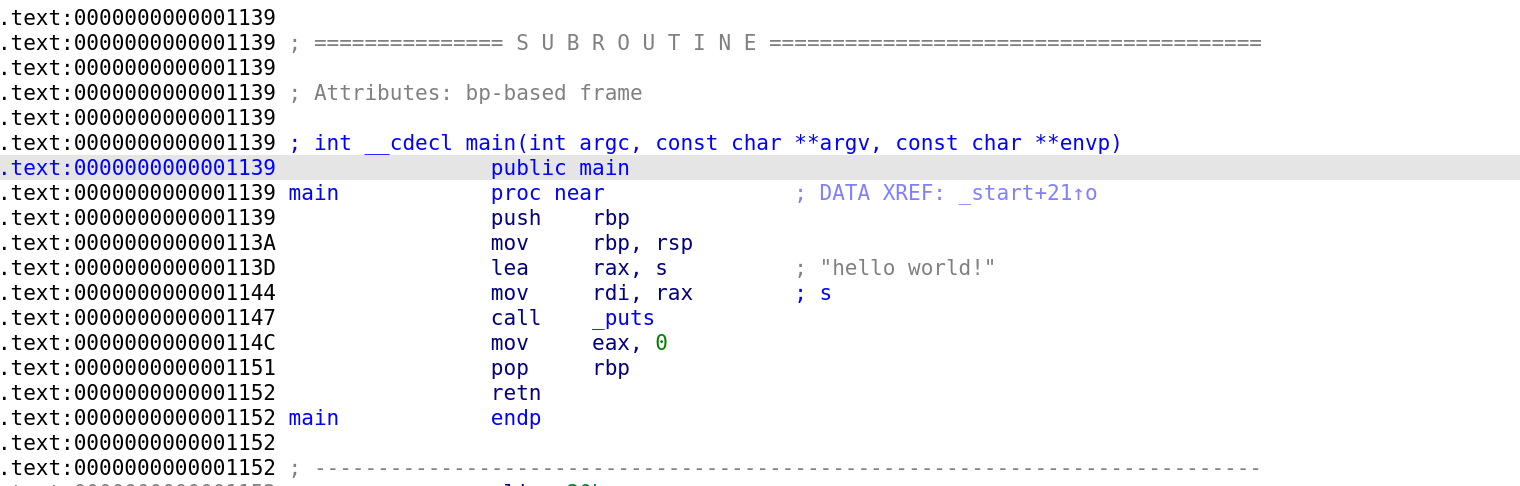 .text:0000000000001139
.text:0000000000001139 ; =============== S U B R O U T I N E =======================================
.text:0000000000001139
.text:0000000000001139 ; Attributes: bp-based frame
.text:0000000000001139
.text:0000000000001139 ; int __cdecl main(int argc, const char **argv, const char **envp)
.text:0000000000001139                 public main
.text:0000000000001139 main            proc near               ; DATA XREF: _start+21↑o
.text:0000000000001139                 push    rbp
.text:000000000000113A                 mov     rbp, rsp
.text:000000000000113D                 lea     rax, s          ; "hello world!"
.text:0000000000001144                 mov     rdi, rax        ; s
.text:0000000000001147                 call    _puts
.text:000000000000114C                 mov     eax, 0
.text:0000000000001151                 pop     rbp
.text:0000000000001152                 retn
.text:0000000000001152 main            endp
.text:0000000000001152
.text:0000000000001152 ; ---------------------------------------------------------------------------